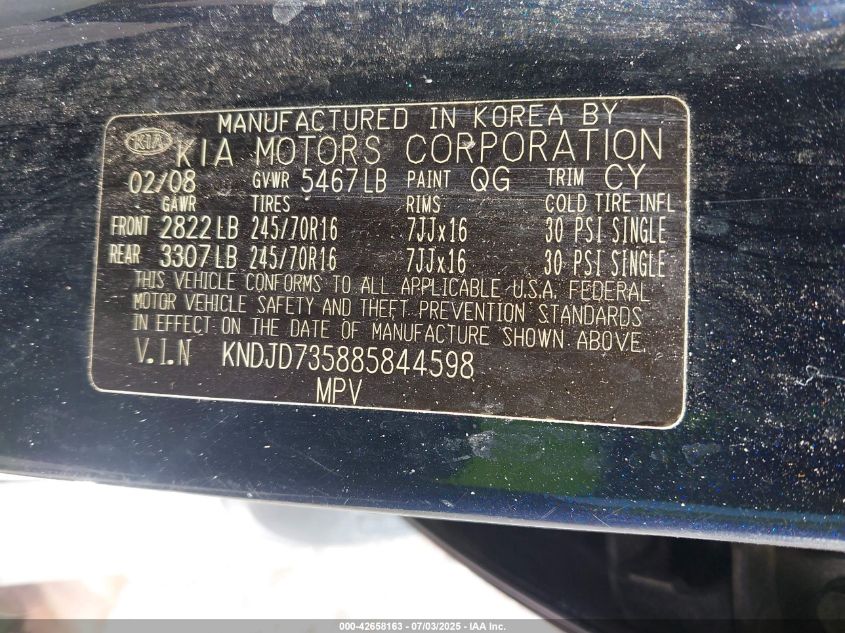 MANUFACTURED IN KOREA BY
KIA KIA MOTORS CORPORATION
02/08 GVWR 5467LB PAINT QG TRIM CY
GAWR TIRES RIMS COLD TIRE INFL
FRONT 2822LB 245/70R16 7JJx16 30 PSI SINGLE
REAR 3307LB 245/70R16 7JJx16 30 PSI SINGLE
THIS VEHICLE CONFORMS TO ALL APPLICABLE U.S.A. FEDERAL
MOTOR VEHICLE SAFETY AND THEFT PREVENTION STANDARDS
IN EFFECT ON THE DATE OF MANUFACTURE SHOWN ABOVE.
V.I.N KNDJD735885844598
MPV
000-42658163 - 07/03/2025 - IAA Inc.